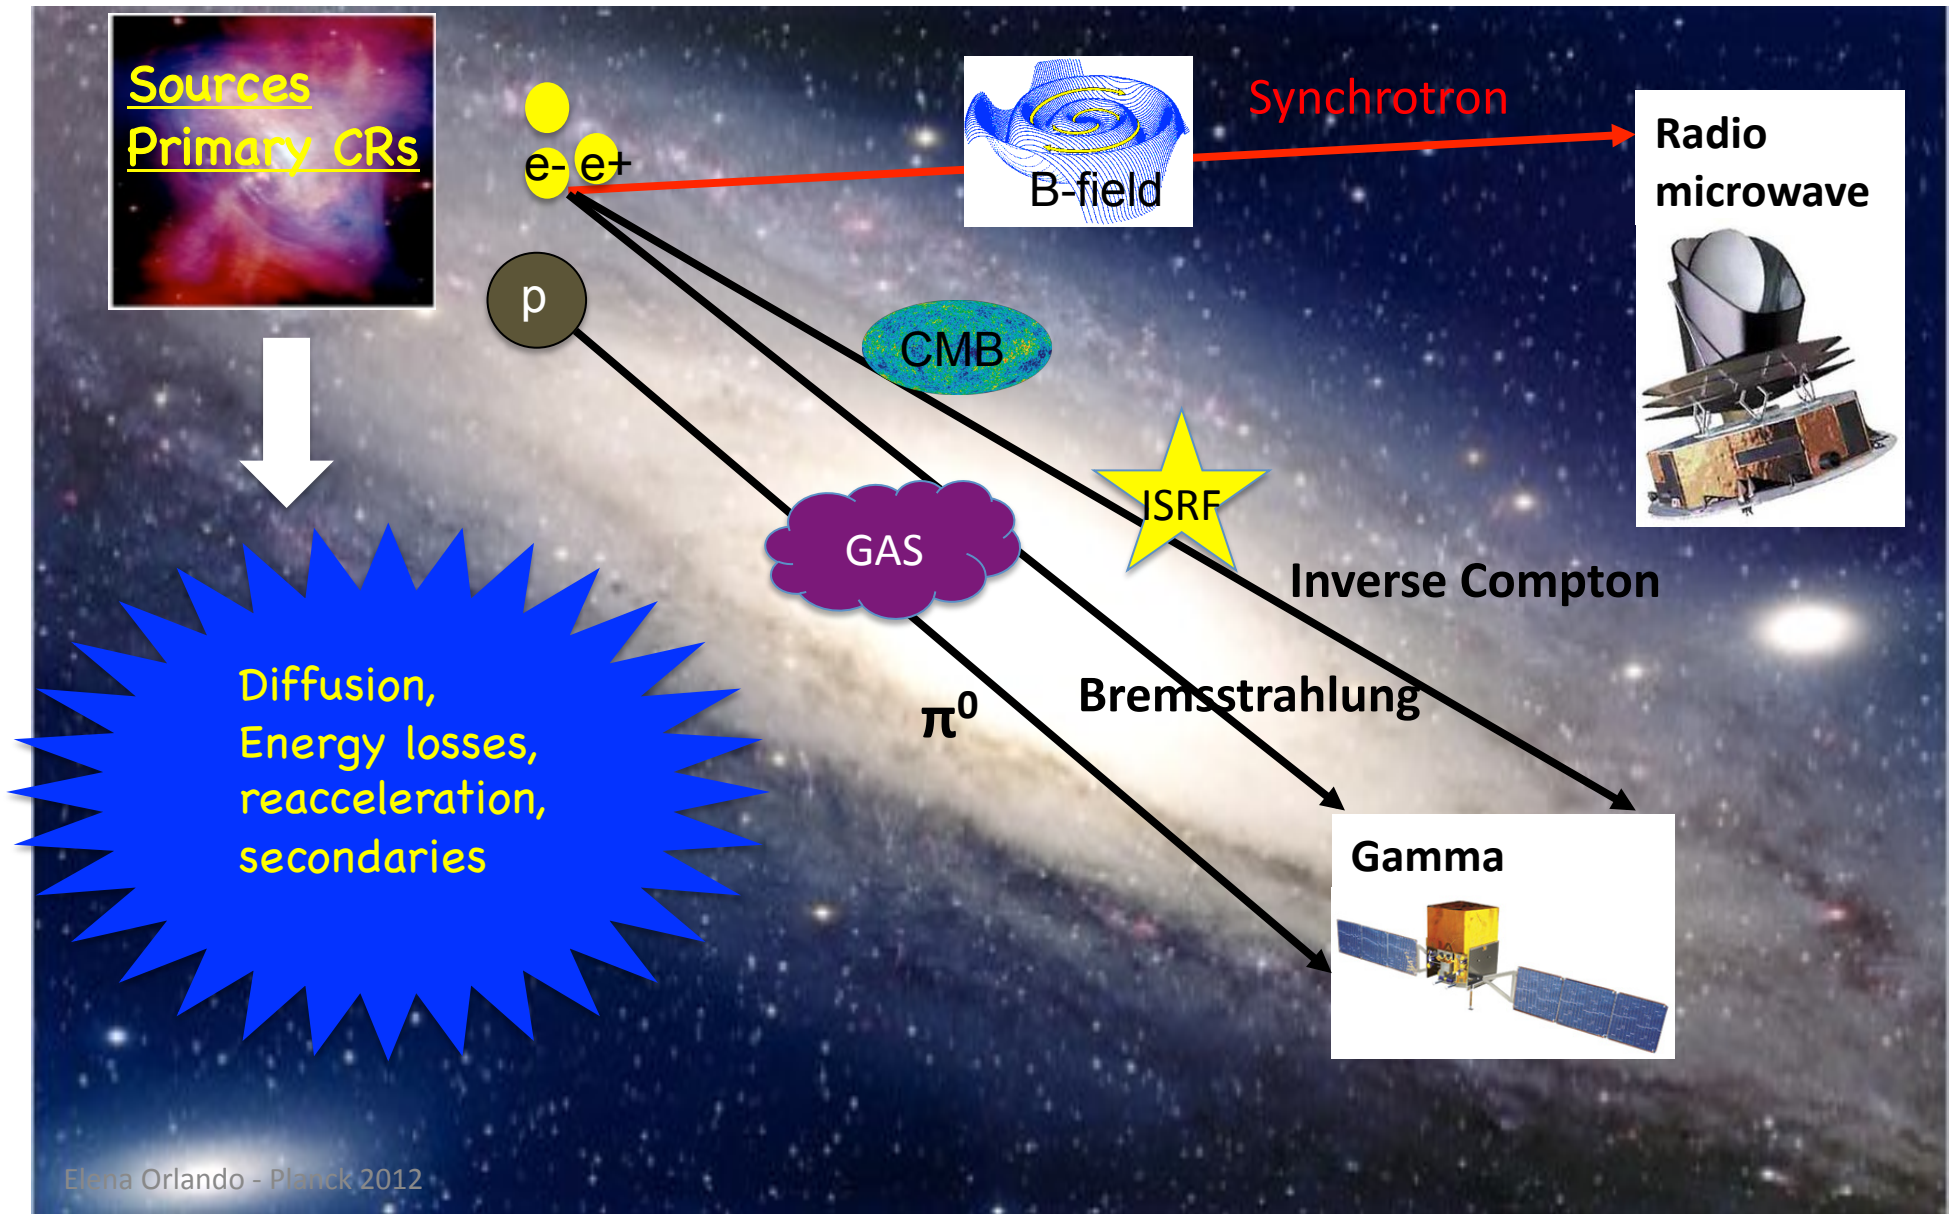 Sources
Primary CRs
e- e+
p
B-field
Synchrotron
Radio
microwave
CMB
ISRF
GAS
Inverse Compton
Bremsstrahlung
π⁰
Diffusion,
Energy losses,
reacceleration,
secondaries
Gamma
Elena Orlando - Planck 2012